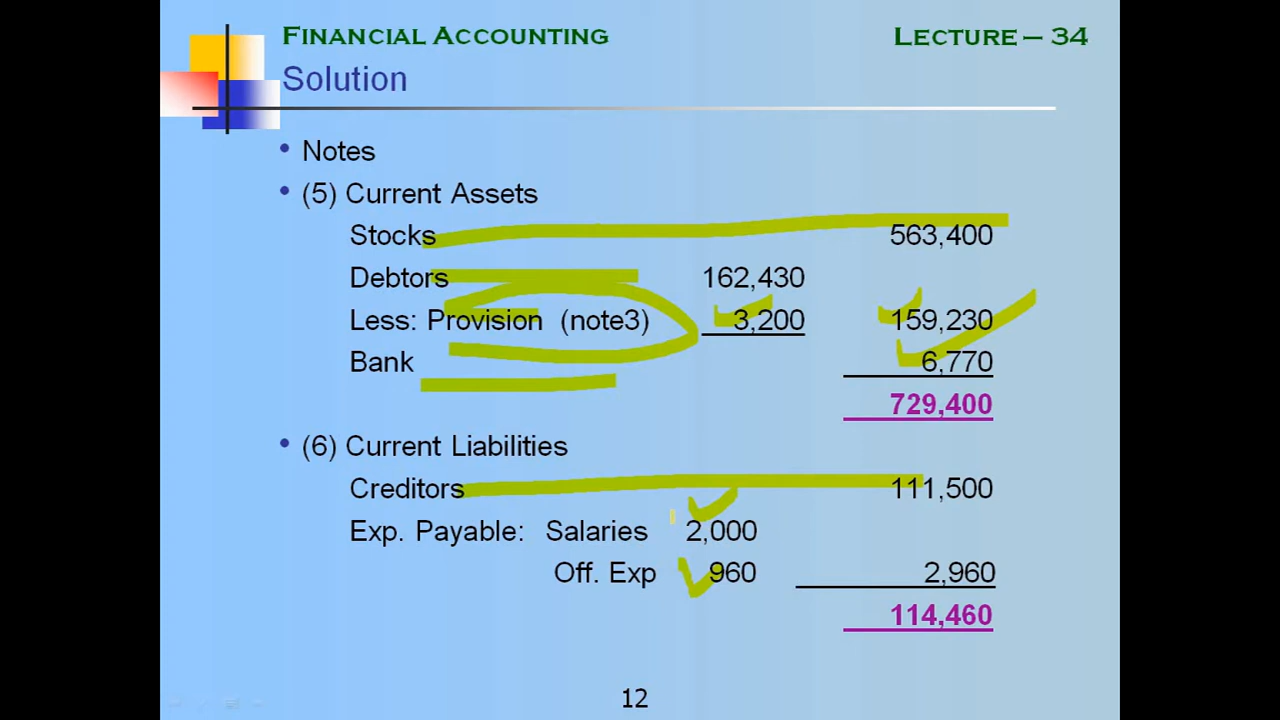 FINANCIAL ACCOUNTING LECTURE – 34
Solution
• Notes
• (5) Current Assets
Stocks 563,400
Debtors 162,430
Less: Provision (note3) 3,200 159,230
Bank 6,770
729,400
• (6) Current Liabilities
Creditors 111,500
Exp. Payable: Salaries 2,000
Off. Exp 960 2,960
114,460
12